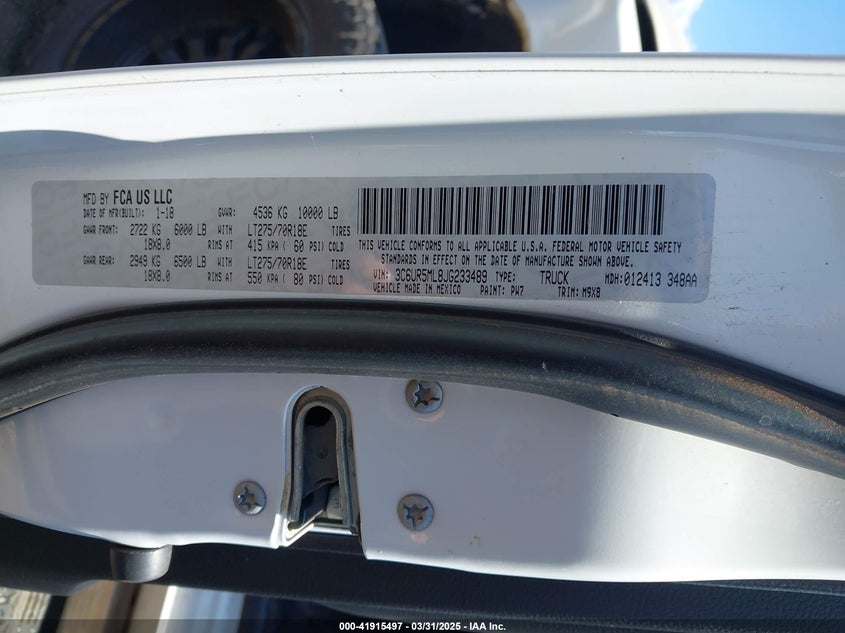 MFD BY FCA US LLC
DATE OF MFR(BUILT): 1-18 GVWR: 4536 KG 10000 LB
GAWR FRONT: 2722 KG 6000 LB WITH LT275/70R18E TIRES
18X8.0 RIMS AT 415 KPA ( 60 PSI) COLD
GAWR REAR: 2949 KG 6500 LB WITH LT275/70R18E TIRES
18X8.0 RIMS AT 550 KPA ( 80 PSI) COLD
THIS VEHICLE CONFORMS TO ALL APPLICABLE U.S.A. FEDERAL MOTOR VEHICLE SAFETY
STANDARDS IN EFFECT ON THE DATE OF MANUFACTURE SHOWN ABOVE.
VIN: 3C6UR5ML8JG233489 TYPE: TRUCK MDH:012413 348AA
VEHICLE MADE IN MEXICO PAINT: PW7 TRIM: M9X8
000-41915497 - 03/31/2025 - IAA Inc.